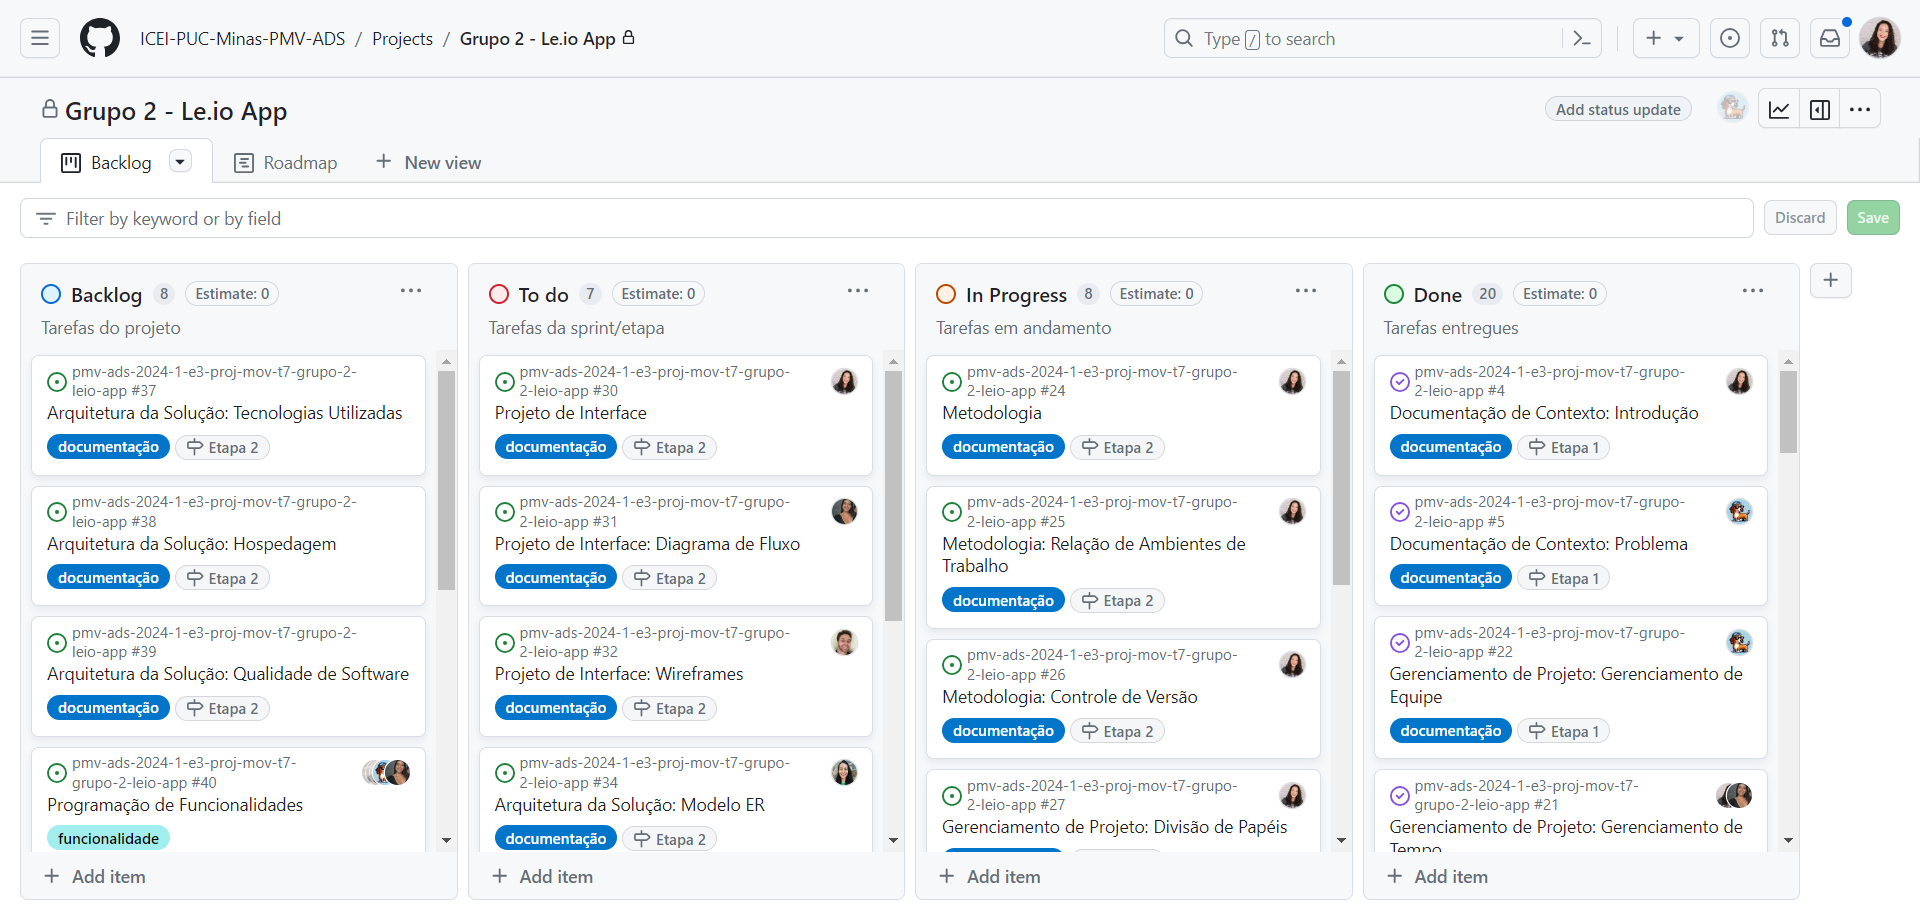 ICEI-PUC-Minas-PMV-ADS / Projects / Grupo 2 - Le.io App
Type / to search
Grupo 2 - Le.io App
Add status update
Backlog
Roadmap
New view
Filter by keyword or by field
Discard
Save
Backlog 8 Estimate: 0
Tarefas do projeto
pmv-ads-2024-1-e3-proj-mov-t7-grupo-2-
leio-app #37
Arquitetura da Solução: Tecnologias Utilizadas
documentação Etapa 2
pmv-ads-2024-1-e3-proj-mov-t7-grupo-2-
leio-app #38
Arquitetura da Solução: Hospedagem
documentação Etapa 2
pmv-ads-2024-1-e3-proj-mov-t7-grupo-2-
leio-app #39
Arquitetura da Solução: Qualidade de Software
documentação Etapa 2
pmv-ads-2024-1-e3-proj-mov-t7-
grupo-2-leio-app #40
Programação de Funcionalidades
funcionalidade
Add item
To do 7 Estimate: 0
Tarefas da sprint/etapa
pmv-ads-2024-1-e3-proj-mov-t7-grupo-
2-leio-app #30
Projeto de Interface
documentação Etapa 2
pmv-ads-2024-1-e3-proj-mov-t7-grupo-
2-leio-app #31
Projeto de Interface: Diagrama de Fluxo
documentação Etapa 2
pmv-ads-2024-1-e3-proj-mov-t7-grupo-
2-leio-app #32
Projeto de Interface: Wireframes
documentação Etapa 2
pmv-ads-2024-1-e3-proj-mov-t7-grupo-
2-leio-app #34
Arquitetura da Solução: Modelo ER
documentação Etapa 2
Add item
In Progress 8 Estimate: 0
Tarefas em andamento
pmv-ads-2024-1-e3-proj-mov-t7-grupo-
2-leio-app #24
Metodologia
documentação Etapa 2
pmv-ads-2024-1-e3-proj-mov-t7-grupo-
2-leio-app #25
Metodologia: Relação de Ambientes de
Trabalho
documentação Etapa 2
pmv-ads-2024-1-e3-proj-mov-t7-grupo-
2-leio-app #26
Metodologia: Controle de Versão
documentação Etapa 2
pmv-ads-2024-1-e3-proj-mov-t7-grupo-
2-leio-app #27
Gerenciamento de Projeto: Divisão de Papéis
Add item
Done 20 Estimate: 0
Tarefas entregues
pmv-ads-2024-1-e3-proj-mov-t7-grupo-
2-leio-app #4
Documentação de Contexto: Introdução
documentação Etapa 1
pmv-ads-2024-1-e3-proj-mov-t7-grupo-
2-leio-app #5
Documentação de Contexto: Problema
documentação Etapa 1
pmv-ads-2024-1-e3-proj-mov-t7-grupo-
2-leio-app #22
Gerenciamento de Projeto: Gerenciamento de
Equipe
documentação Etapa 1
pmv-ads-2024-1-e3-proj-mov-t7-
grupo-2-leio-app #21
Gerenciamento de Projeto: Gerenciamento de
Tempo
Add item